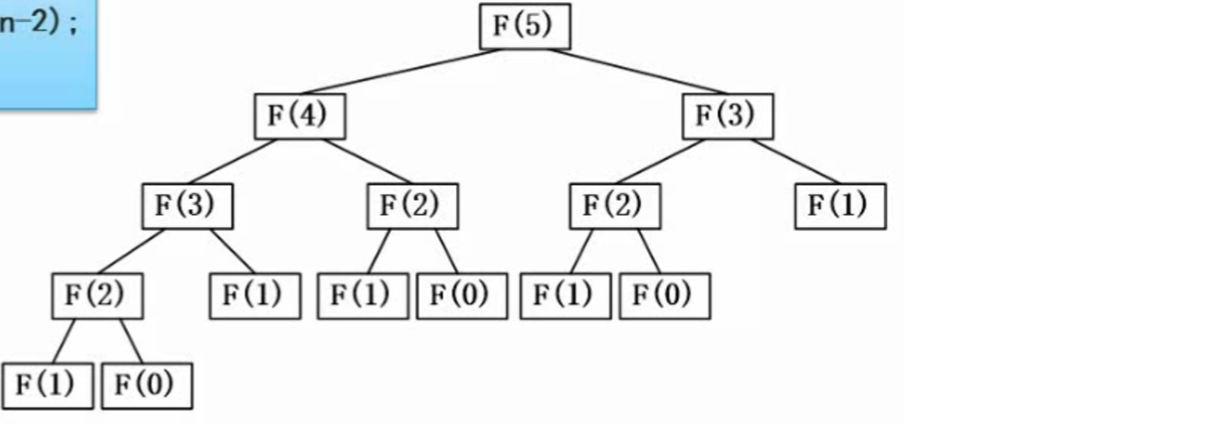 n-2);
F(5)
F(4) F(3)
F(3) F(2) F(2) F(1)
F(2) F(1) F(1) F(0) F(1) F(0)
F(1) F(0)